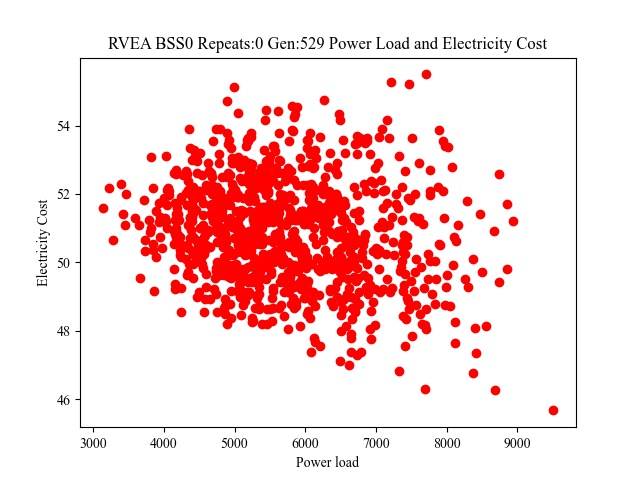 RVEA BSS0 Repeats:0 Gen:529 Power Load and Electricity Cost
54
52
50
48
46
Electricity Cost
3000 4000 5000 6000 7000 8000 9000
Power load